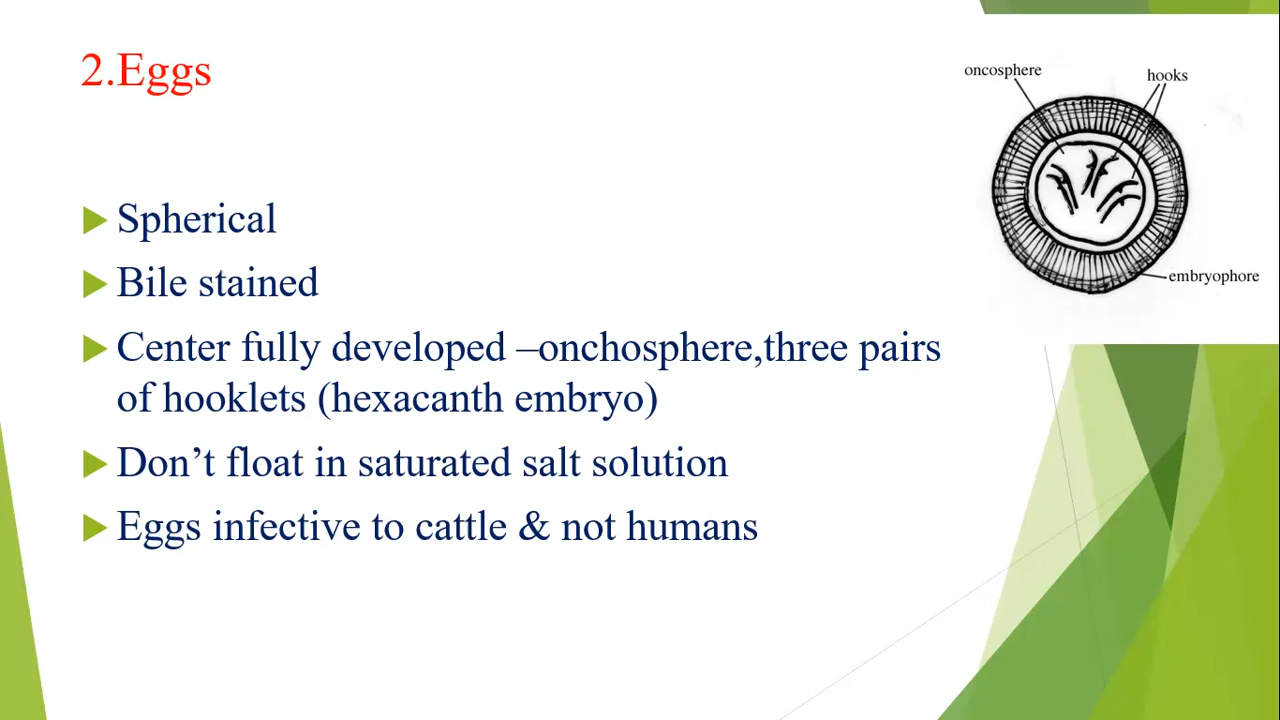 2.Eggs
oncosphere
hooks
embryophore
Spherical
Bile stained
Center fully developed –onchosphere,three pairs
of hooklets (hexacanth embryo)
Don’t float in saturated salt solution
Eggs infective to cattle & not humans